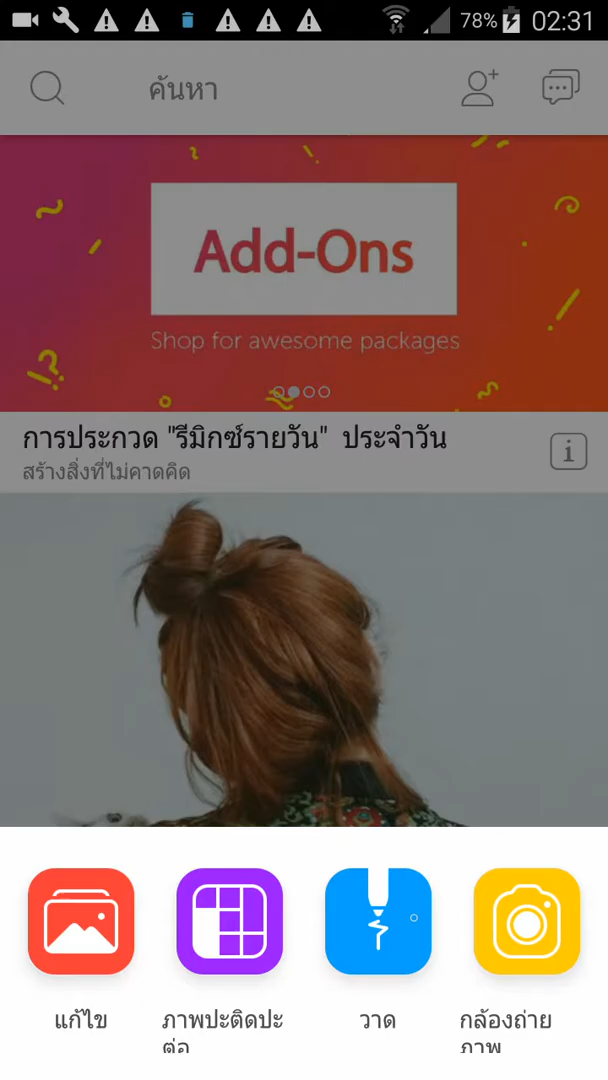 78% 02:31
ค้นหา
Add-Ons
Shop for awesome packages
การประกวด "รีมิกซ์รายวัน" ประจำวัน
สร้างสิ่งที่ไม่คาดคิด
แก้ไข
ภาพปะติดปะ
ต่อ
วาด
กล้องถ่าย
ภาพ